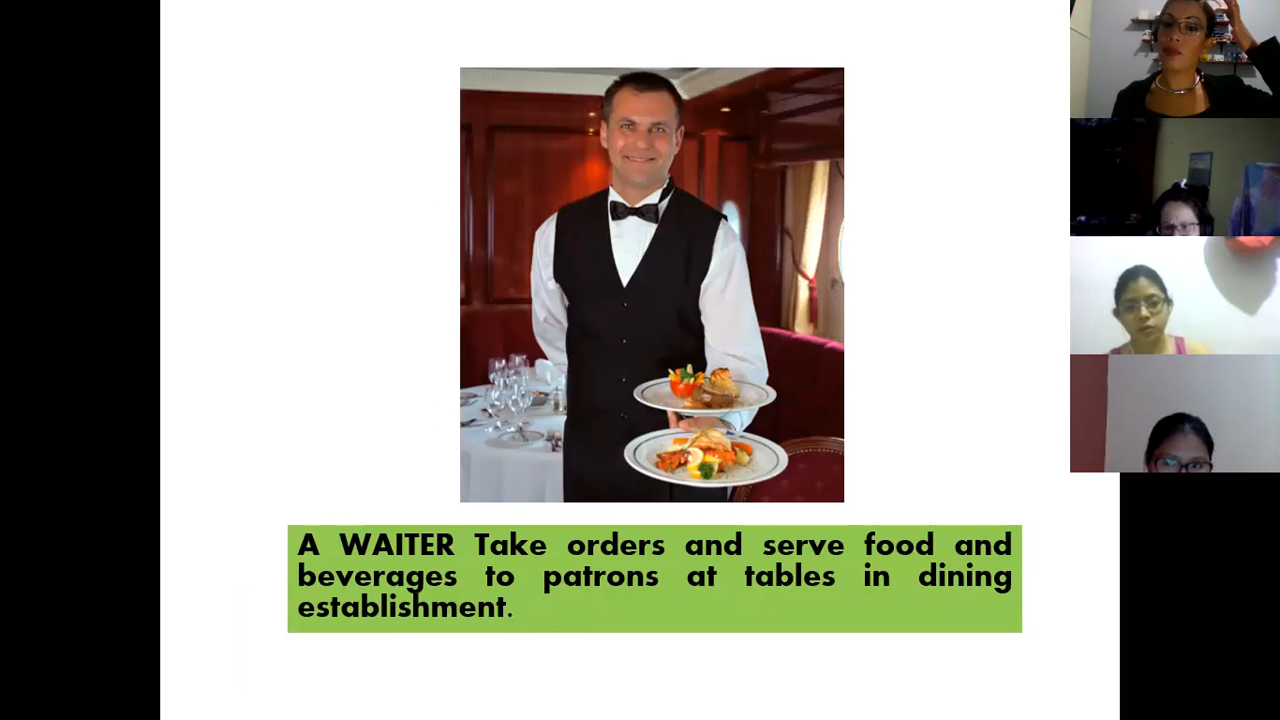 A WAITER Take orders and serve food and
beverages to patrons at tables in dining
establishment.